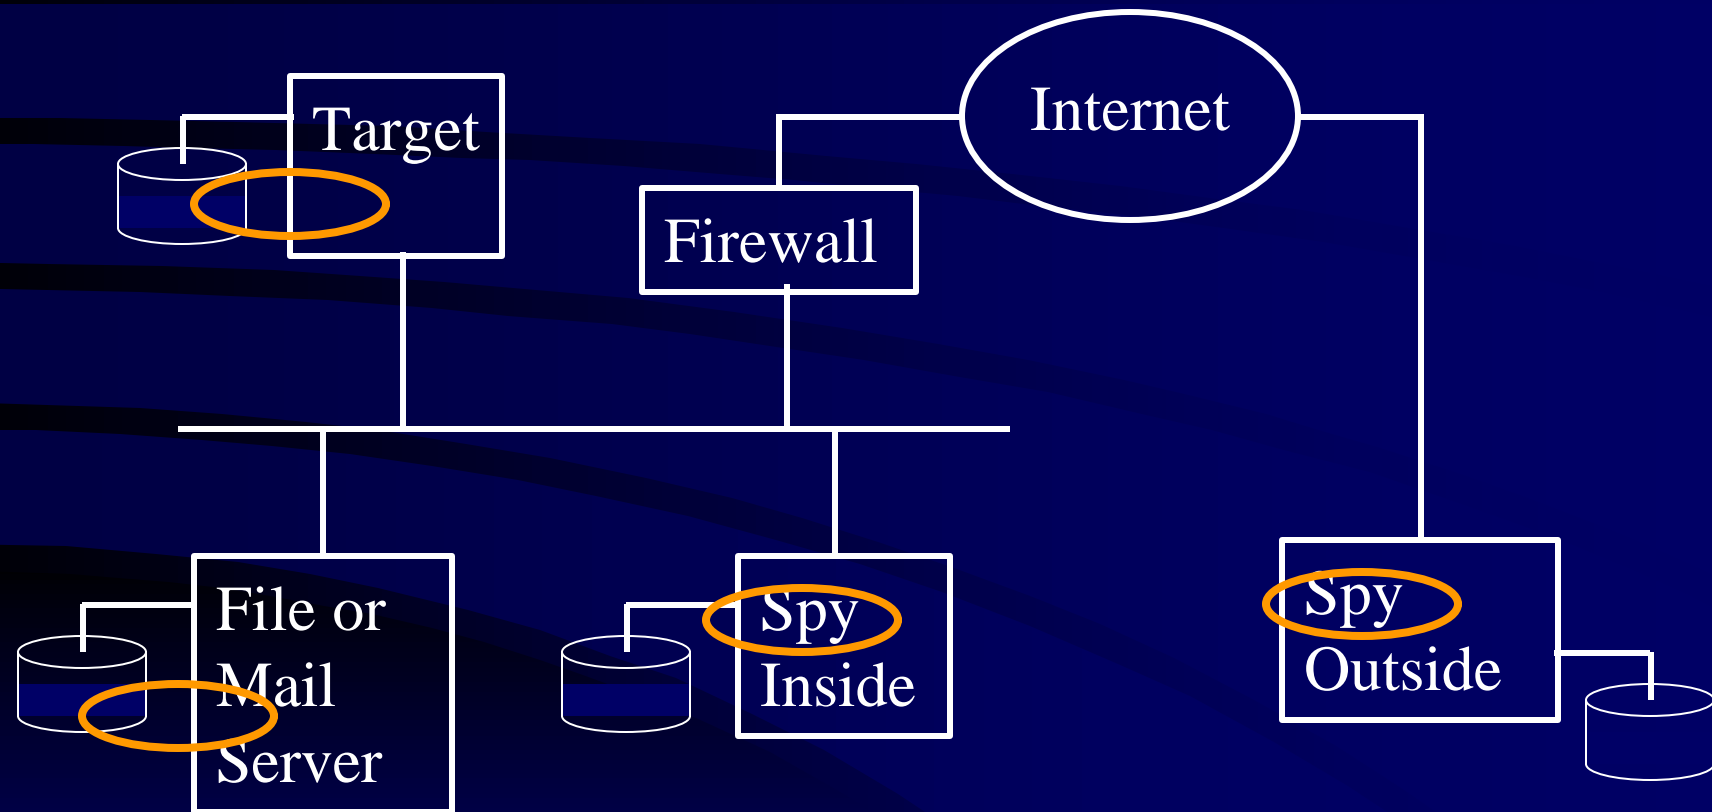 Target
Internet
Firewall
File or
Mail
Server
Spy
Inside
Spy
Outside